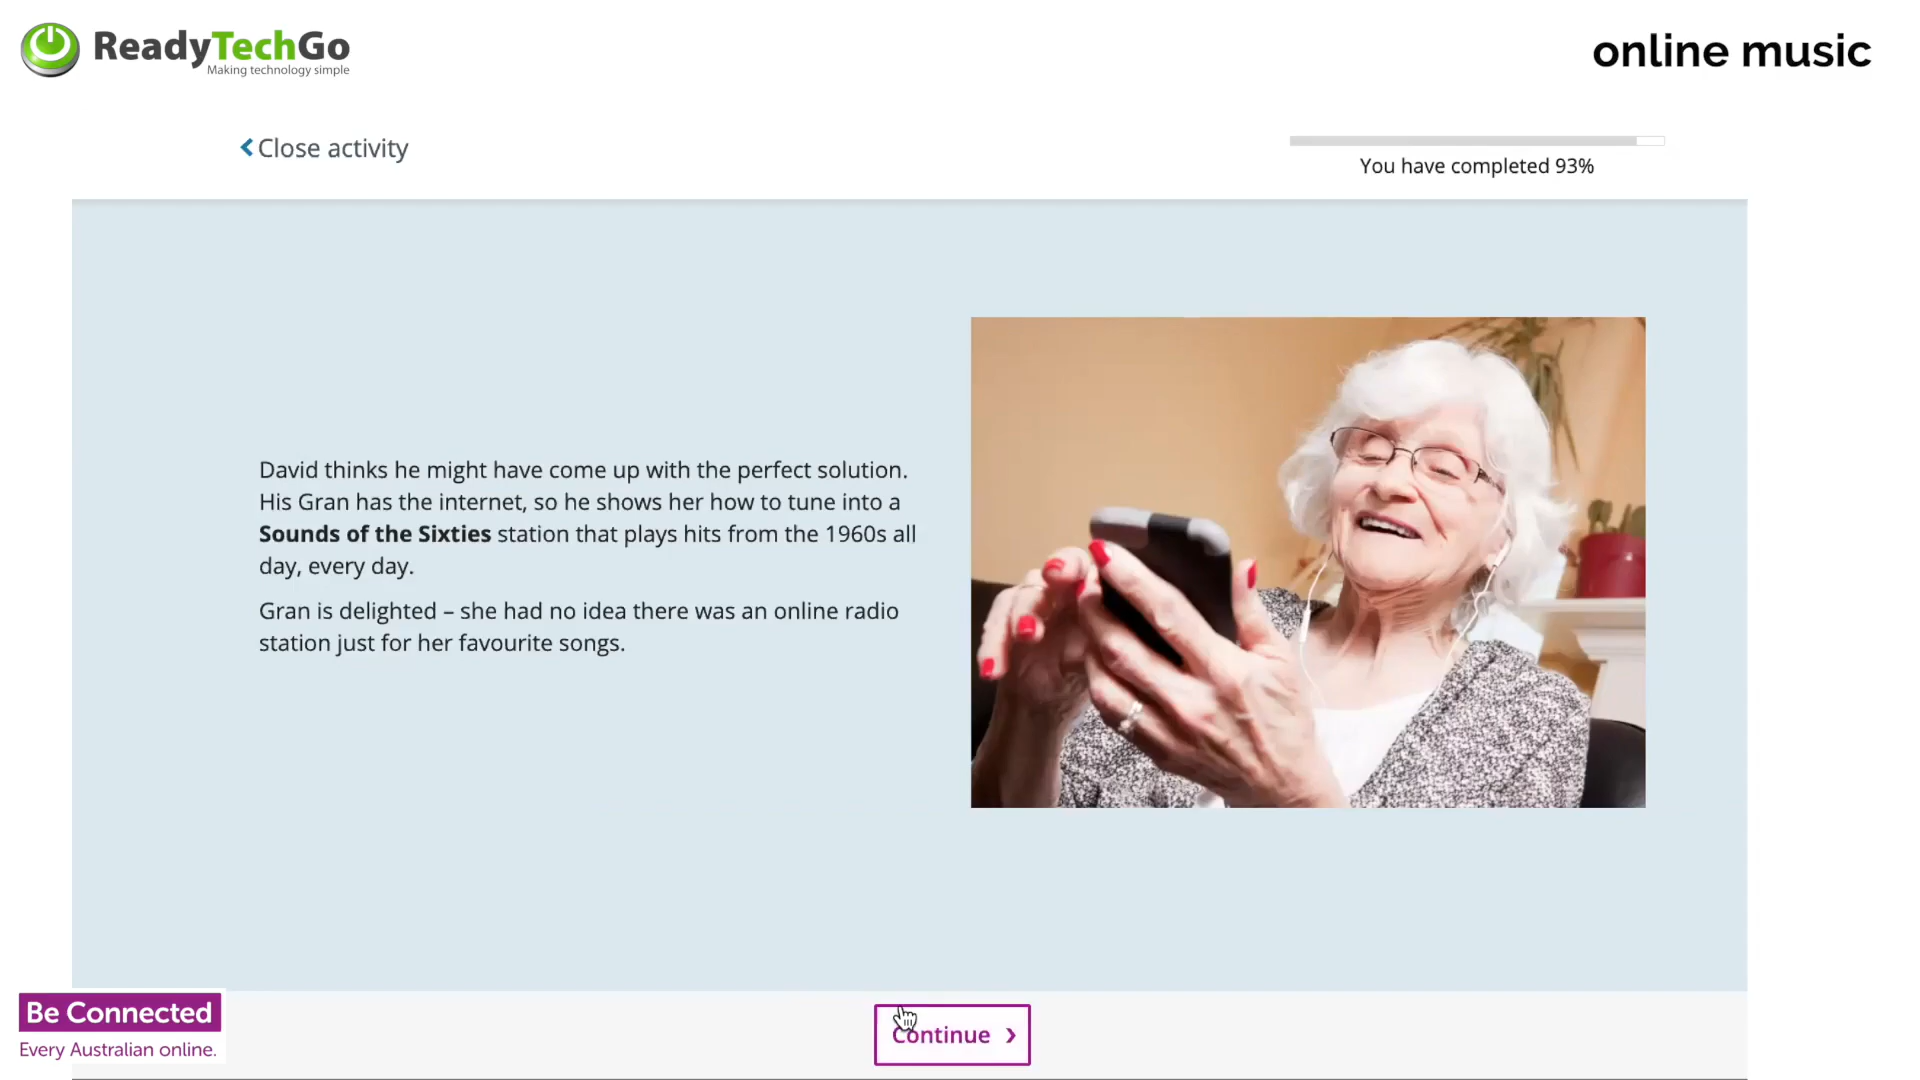 ReadyTechGo
Making technology simple
online music
Close activity
You have completed 93%
David thinks he might have come up with the perfect solution.
His Gran has the internet, so he shows her how to tune into a
Sounds of the Sixties station that plays hits from the 1960s all
day, every day.
Gran is delighted – she had no idea there was an online radio
station just for her favourite songs.
Be Connected
Every Australian online.
Continue